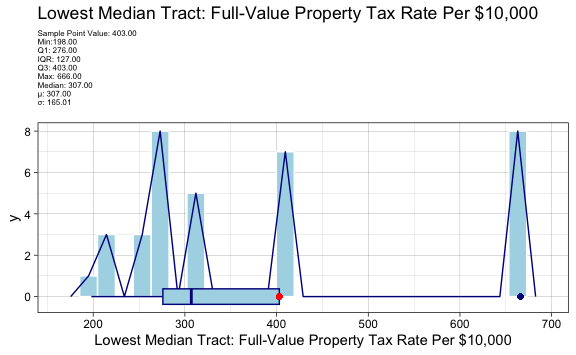 Lowest Median Tract: Full-Value Property Tax Rate Per $10,000
Sample Point Value: 403.00
Min:198.00
Q1: 276.00
IQR: 127.00
Q3: 403.00
Max: 666.00
Median: 307.00
μ: 307.00
σ: 165.01
8
6
4
2
0
y
200 300 400 500 600 700
Lowest Median Tract: Full-Value Property Tax Rate Per $10,000